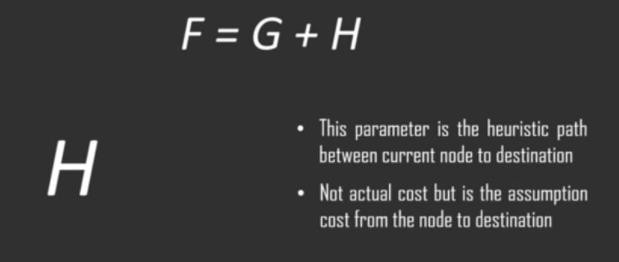 F = G + H
H
• This parameter is the heuristic path
between current node to destination
• Not actual cost but is the assumption
cost from the node to destination